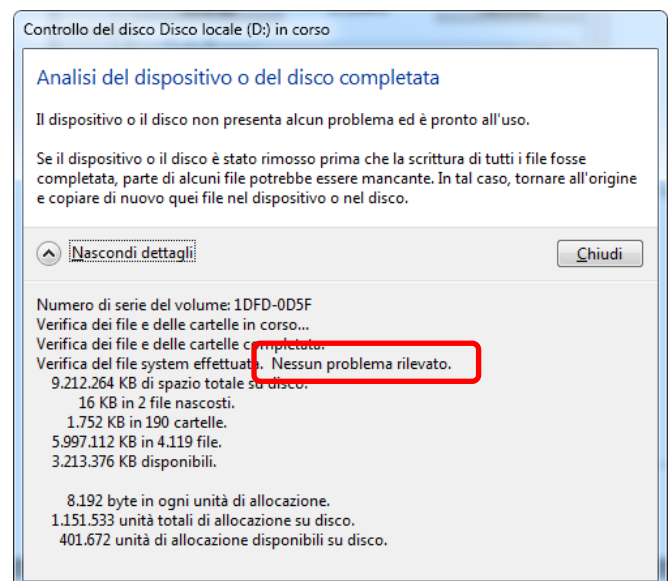 Controllo del disco Disco locale (D:) in corso
Analisi del dispositivo o del disco completata
Il dispositivo o il disco non presenta alcun problema ed è pronto all'uso.
Se il dispositivo o il disco è stato rimosso prima che la scrittura di tutti i file fosse
completata, parte di alcuni file potrebbe essere mancante. In tal caso, tornare all'origine
e copiare di nuovo quei file nel dispositivo o nel disco.
Nascondi dettagli
Chiudi
Numero di serie del volume: 1DFD-0D5F
Verifica dei file e delle cartelle in corso...
Verifica dei file e delle cartelle completata.
Verifica del file system effettuata. Nessun problema rilevato.
9.212.264 KB di spazio totale su disco.
16 KB in 2 file nascosti.
1.752 KB in 190 cartelle.
5.997.112 KB in 4.119 file.
3.213.376 KB disponibili.
8.192 byte in ogni unità di allocazione.
1.151.533 unità totali di allocazione su disco.
401.672 unità di allocazione disponibili su disco.